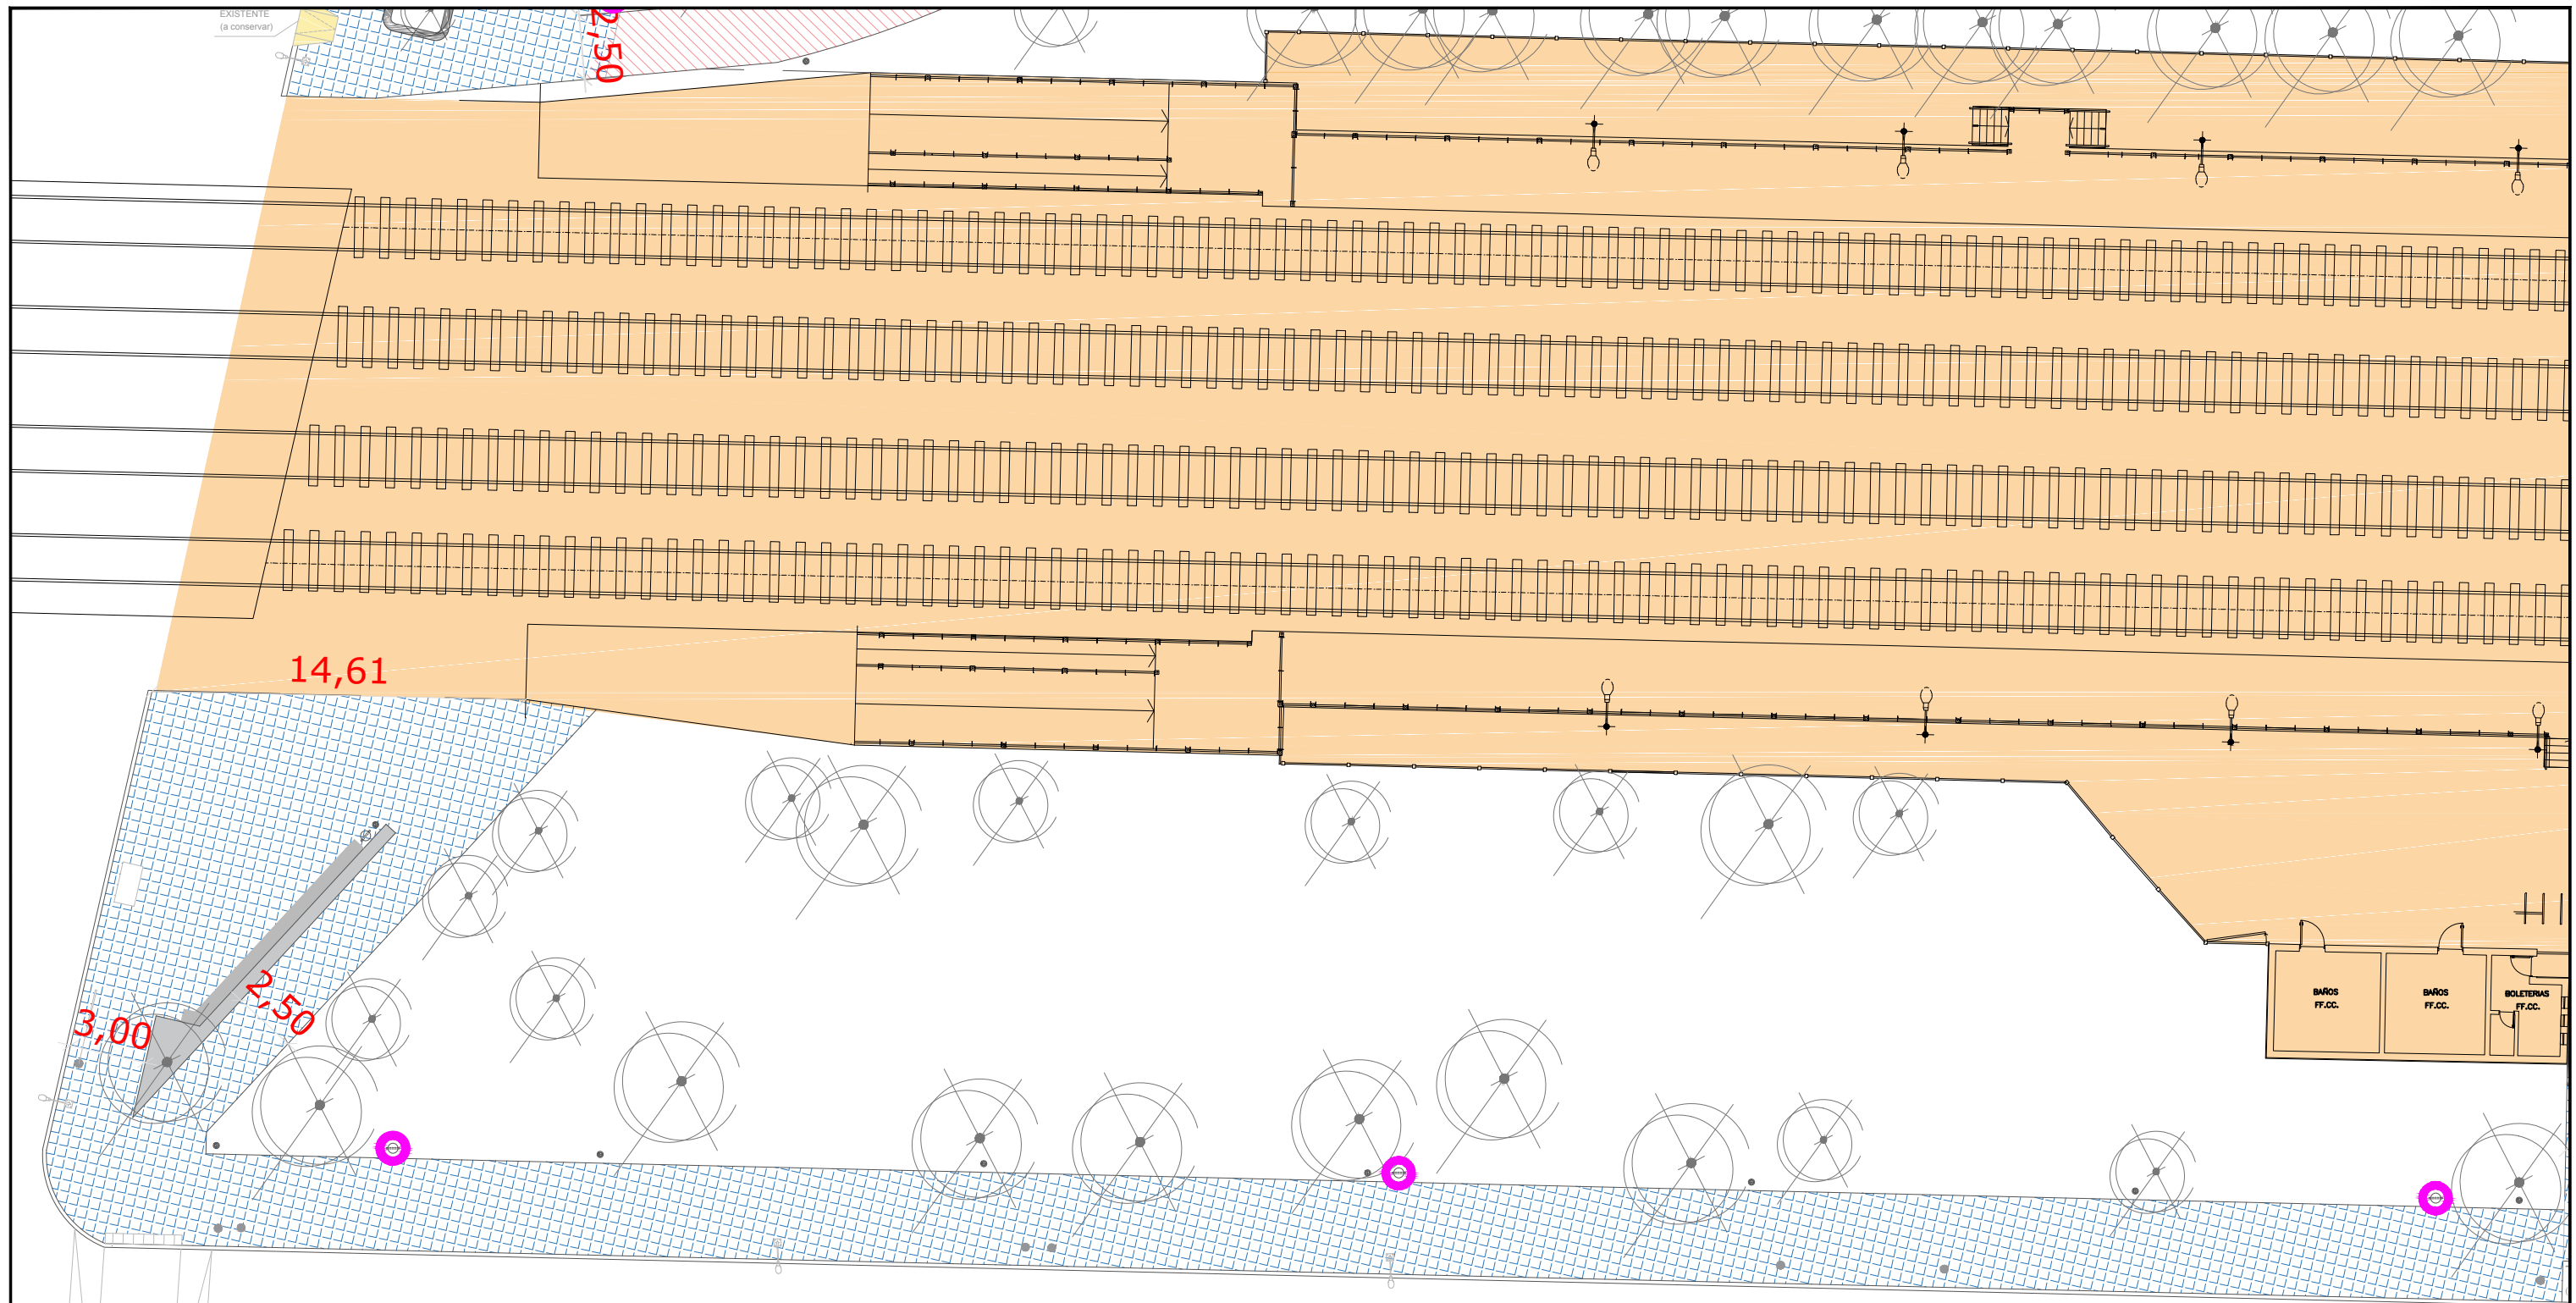 EXISTENTE
(a conservar)
2,50
14,61
2,50
3,00
BAÑOS
FF.CC.
BAÑOS
FF.CC.
BOLETERIAS
FF.CC.